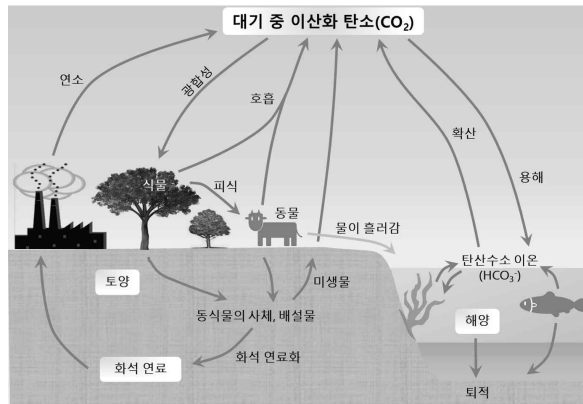 대기 중 이산화 탄소(CO₂)
연소
광합성
호흡
확산
용해
식물
피식
동물
물이 흘러감
탄산수소 이온
(HCO₃⁻)
토양
미생물
동식물의 사체, 배설물
해양
화석 연료화
화석 연료
퇴적